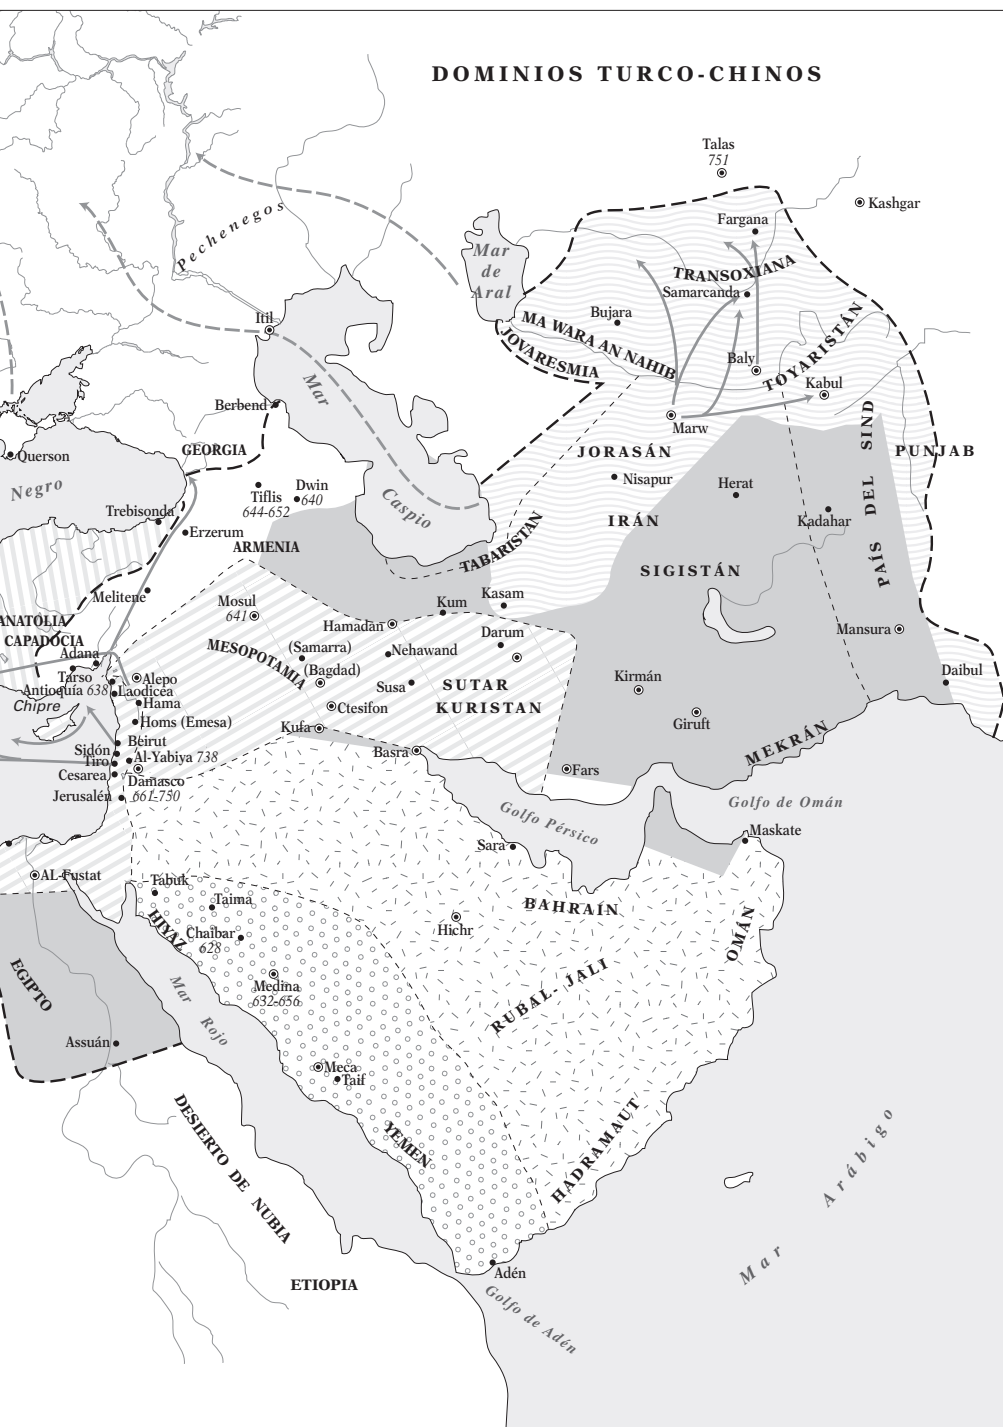 DOMINIOS TURCO-CHINOS
Talas
751
Kashgar
Fargana
Pechenegos
Mar
de
Aral
TRANSOXIANA
Samarcanda
Bujara
MA WARA AN NAHIB
JOVARESMIA
Itil
Baly
TOYARISTÁN
Kabul
Mar
Caspio
Berbend
Marw
GEORGIA
JORASÁN
PAÍS DEL SIND
PUNJAB
Querson
Negro
Nisapur
Herat
Tiflis
644-652
Dwin
640
Trebisonda
Erzerum
IRÁN
Kadahar
ARMENIA
TABARISTAN
SIGISTÁN
Melitene
Mosul
641
Kum
Kasam
ANATOLIA
CAPADOCIA
Hamadán
Darum
Mansura
Adana
MESOPOTAMIA
(Samarra)
Nehawand
(Bagdad)
Tarso
Alepo
Antioquía 638
Laodicea
Susa
SUTAR
KURISTAN
Kirmán
Daibul
Chipre
Hama
Ctesifon
Homs (Emesa)
Kufa
Giruft
Beirut
Sidón
Al-Yabiya 738
Basra
MEKRÁN
Tiro
Cesarea
Damasco
661-750
Fars
Jerusalén
Golfo Pérsico
Golfo de Omán
Maskate
Sara
AL-Fustat
Tabuk
Taima
BAHRAIN
HIYAZ
Chaibar
628
Hichr
OMÁN
EGIPTO
Medina
632-656
RUBAL-JALI
Mar Rojo
Assuán
Meca
Taif
DESIERTO DE NUBIA
YEMEN
HADRAMAUT
Mar Arábigo
ETIOPIA
Adén
Golfo de Adén